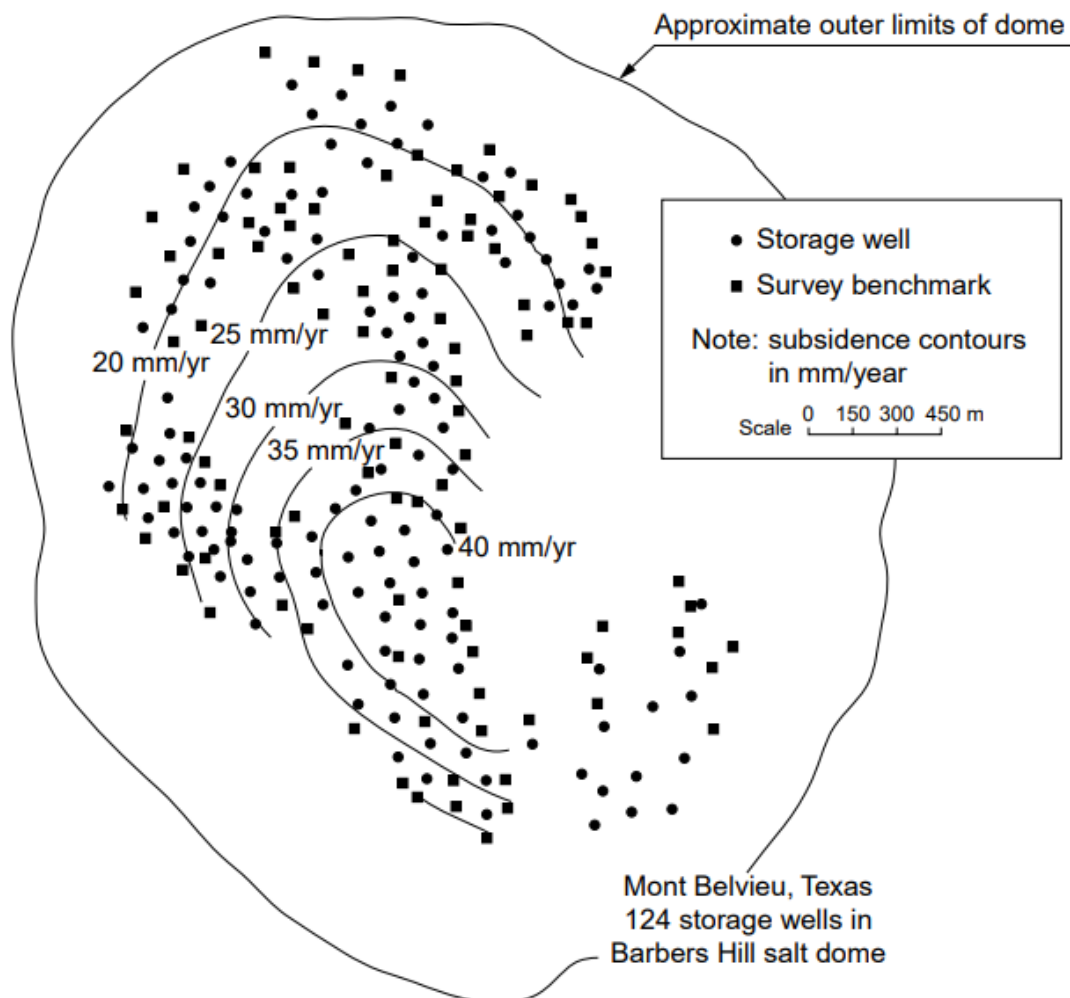 Approximate outer limits of dome
Storage well
Survey benchmark
Note: subsidence contours
in mm/year
Scale 0 150 300 450 m
25 mm/yr
20 mm/yr
30 mm/yr
35 mm/yr
40 mm/yr
Mont Belvieu, Texas
124 storage wells in
Barbers Hill salt dome